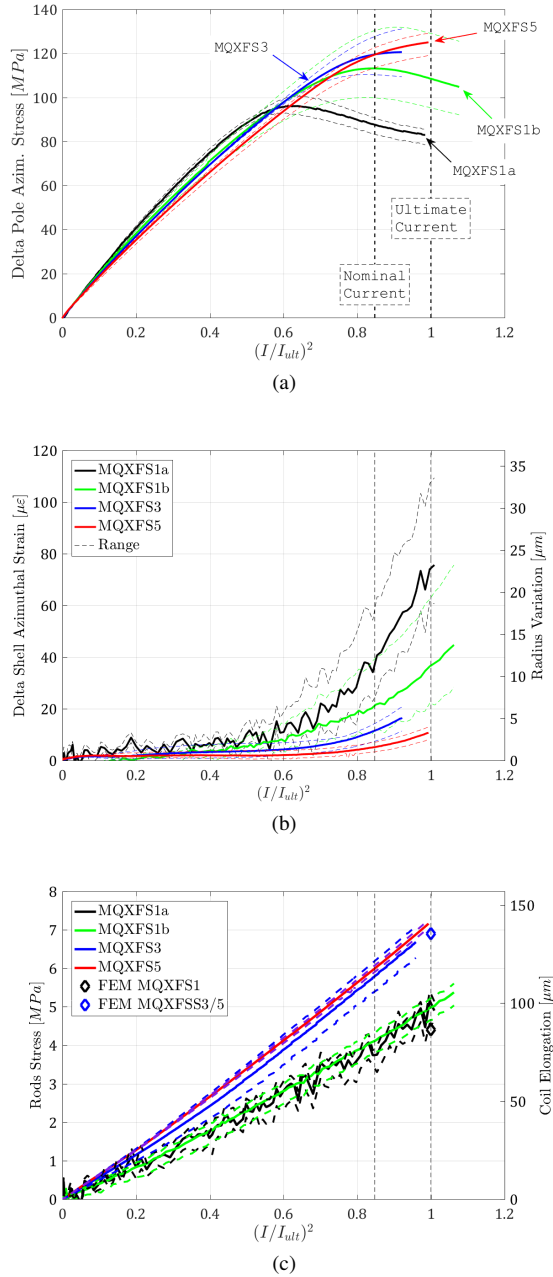 140
120
100
80
60
40
20
0
Delta Pole Azim. Stress [MPa]
MQXFS3
MQXFS5
MQXFS1b
MQXFS1a
Ultimate
Current
Nominal
Current
0 0.2 0.4 0.6 0.8 1 1.2
(I/I_ult)^2
(a)
120
100
80
60
40
20
0
Delta Shell Azimuthal Strain [με]
MQXFS1a
MQXFS1b
MQXFS3
MQXFS5
Range
35
30
25
20
15
10
5
0
Radius Variation [μm]
0 0.2 0.4 0.6 0.8 1 1.2
(I/I_ult)^2
(b)
8
7
6
5
4
3
2
1
0
Rods Stress [MPa]
MQXFS1a
MQXFS1b
MQXFS3
MQXFS5
FEM MQXFS1
FEM MQXFSS3/5
150
100
50
0
Coil Elongation [μm]
0 0.2 0.4 0.6 0.8 1 1.2
(I/I_ult)^2
(c)